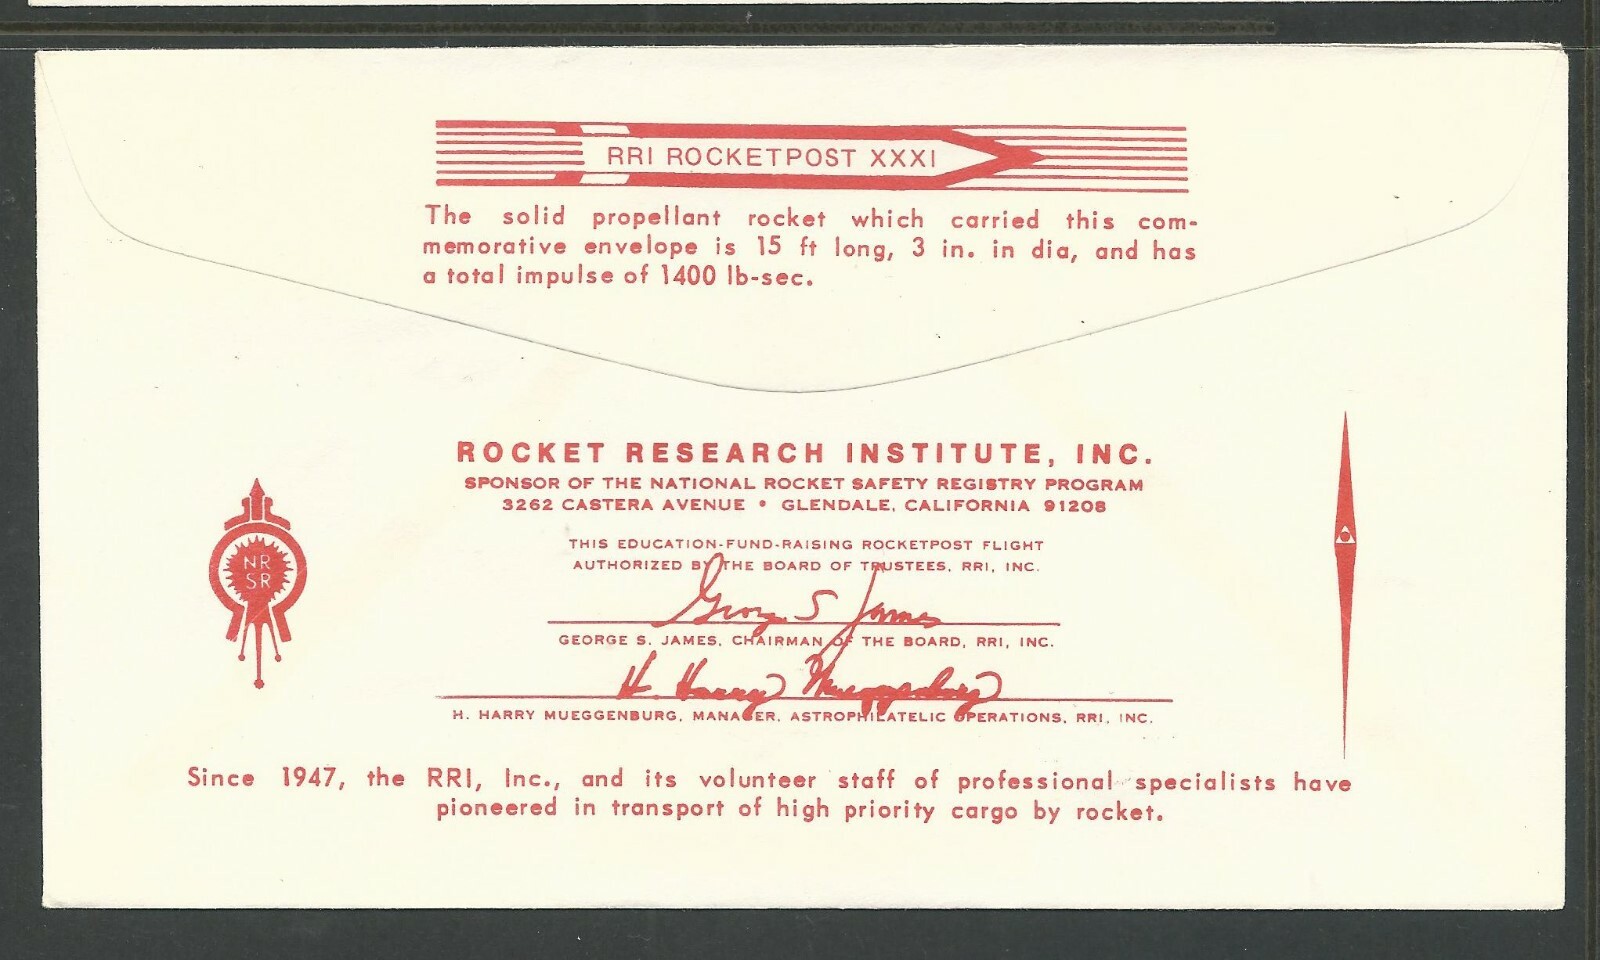 RRI ROCKETPOST XXXI
The solid propellant rocket which carried this com-
memorative envelope is 15 ft long, 3 in. in dia, and has
a total impulse of 1400 lb-sec.
ROCKET RESEARCH INSTITUTE, INC.
SPONSOR OF THE NATIONAL ROCKET SAFETY REGISTRY PROGRAM
3262 CASTERA AVENUE • GLENDALE, CALIFORNIA 91208
NR
SR
THIS EDUCATION-FUND-RAISING ROCKETPOST FLIGHT
AUTHORIZED BY THE BOARD OF TRUSTEES, RRI, INC.
George S James
GEORGE S. JAMES, CHAIRMAN OF THE BOARD, RRI, INC.
H. Harry Mueggenburg
H. HARRY MUEGGENBURG, MANAGER, ASTROPHILATELIC OPERATIONS, RRI, INC.
Since 1947, the RRI, Inc., and its volunteer staff of professional specialists have
pioneered in transport of high priority cargo by rocket.